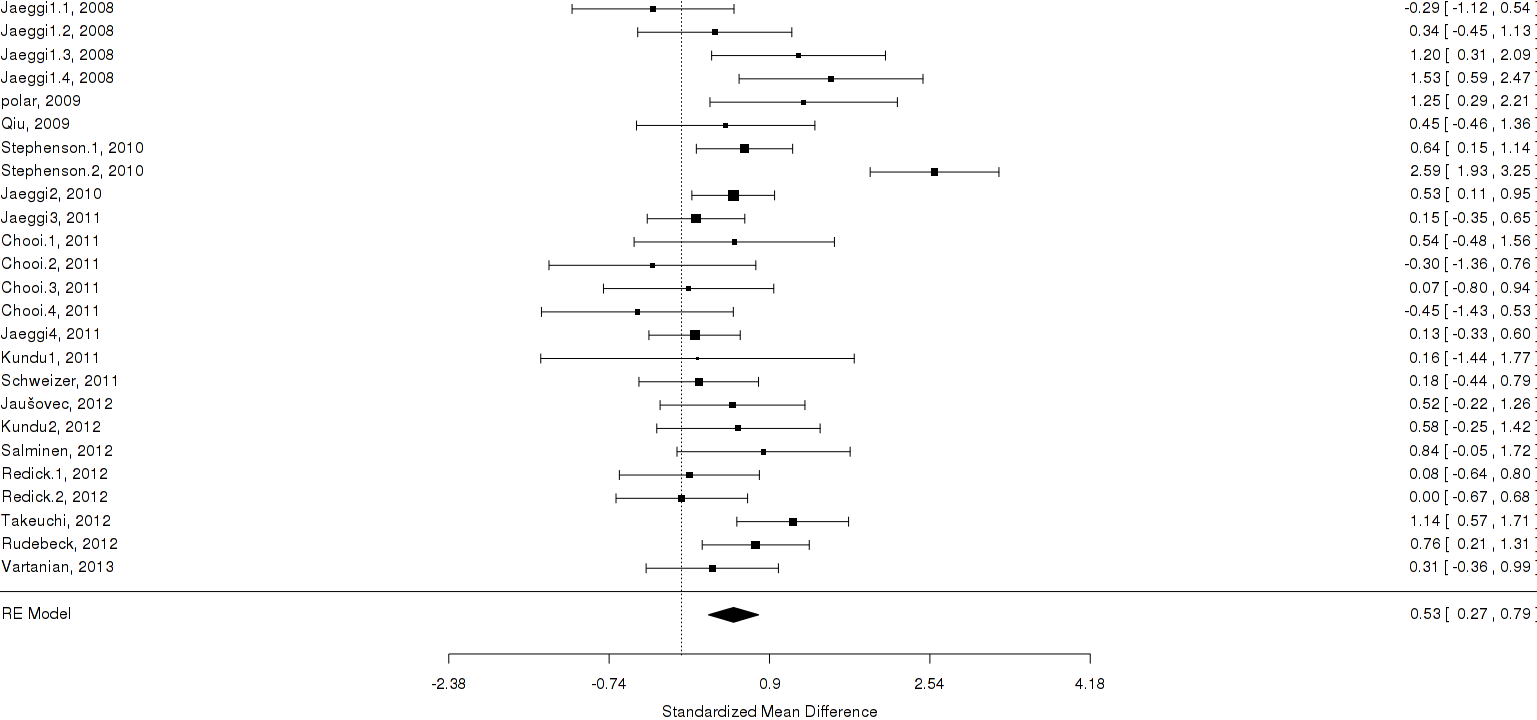 Jaeggi1.1, 2008 -0.29 [ -1.12 , 0.54 ]
Jaeggi1.2, 2008 0.34 [ -0.45 , 1.13 ]
Jaeggi1.3, 2008 1.20 [ 0.31 , 2.09 ]
Jaeggi1.4, 2008 1.53 [ 0.59 , 2.47 ]
polar, 2009 1.25 [ 0.29 , 2.21 ]
Qiu, 2009 0.45 [ -0.46 , 1.36 ]
Stephenson.1, 2010 0.64 [ 0.15 , 1.14 ]
Stephenson.2, 2010 2.59 [ 1.93 , 3.25 ]
Jaeggi2, 2010 0.53 [ 0.11 , 0.95 ]
Jaeggi3, 2011 0.15 [ -0.35 , 0.65 ]
Chooi.1, 2011 0.54 [ -0.48 , 1.56 ]
Chooi.2, 2011 -0.30 [ -1.36 , 0.76 ]
Chooi.3, 2011 0.07 [ -0.80 , 0.94 ]
Chooi.4, 2011 -0.45 [ -1.43 , 0.53 ]
Jaeggi4, 2011 0.13 [ -0.33 , 0.60 ]
Kundu1, 2011 0.16 [ -1.44 , 1.77 ]
Schweizer, 2011 0.18 [ -0.44 , 0.79 ]
Jaušovec, 2012 0.52 [ -0.22 , 1.26 ]
Kundu2, 2012 0.58 [ -0.25 , 1.42 ]
Salminen, 2012 0.84 [ -0.05 , 1.72 ]
Redick.1, 2012 0.08 [ -0.64 , 0.80 ]
Redick.2, 2012 0.00 [ -0.67 , 0.68 ]
Takeuchi, 2012 1.14 [ 0.57 , 1.71 ]
Rudebeck, 2012 0.76 [ 0.21 , 1.31 ]
Vartanian, 2013 0.31 [ -0.36 , 0.99 ]
RE Model 0.53 [ 0.27 , 0.79 ]
-2.38 -0.74 0.9 2.54 4.18
Standardized Mean Difference